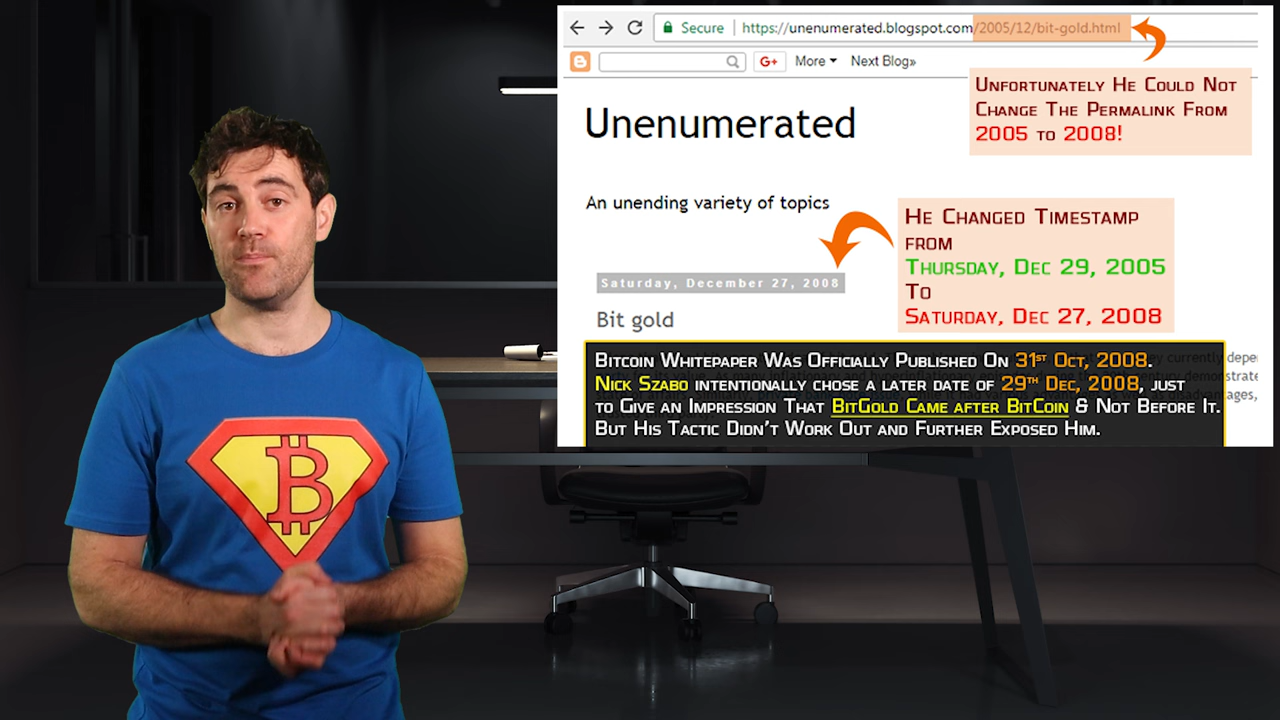 Secure https://unenumerated.blogspot.com/2005/12/bit-gold.html
G+ More Next Blog»
Unfortunately He Could Not
Change The Permalink From
2005 to 2008!
Unenumerated
An unending variety of topics
He Changed Timestamp
from
Thursday, Dec 29, 2005
To
Saturday, Dec 27, 2008
Saturday, December 27, 2008
Bit gold
Bitcoin Whitepaper Was Officially Published On 31st Oct, 2008.
Nick Szabo intentionally chose a later date of 29th Dec, 2008, just
to Give an Impression That BitGold Came after BitCoin & Not Before It.
But His Tactic Didn't Work Out and Further Exposed Him.
B